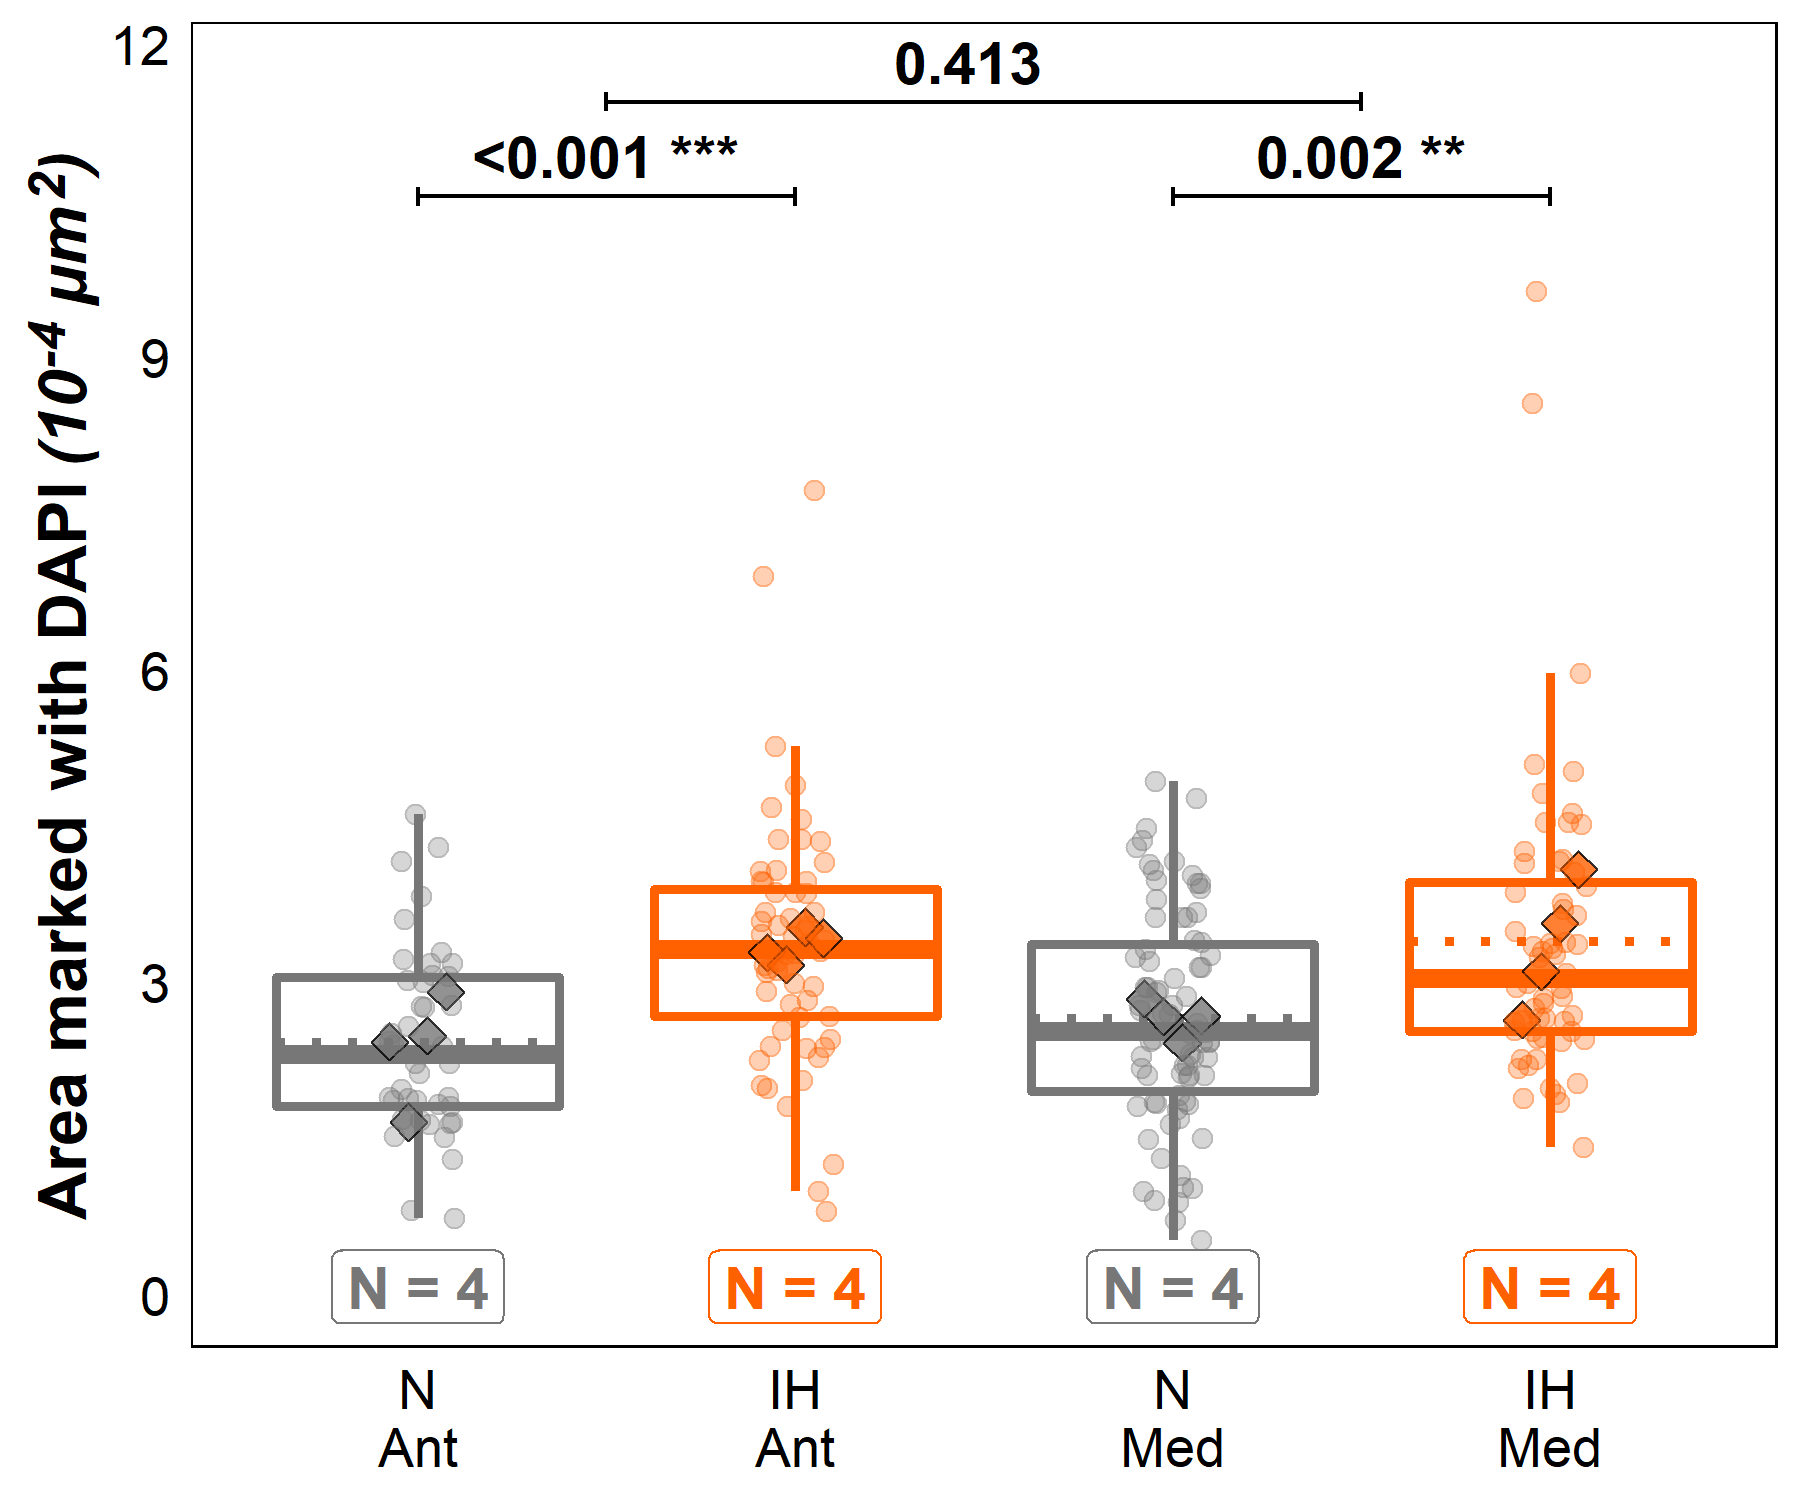 Area marked with DAPI (10⁻⁴ µm²)
12
9
6
3
0
0.413
<0.001 ***
0.002 **
N = 4
N = 4
N = 4
N = 4
N
Ant
IH
Ant
N
Med
IH
Med